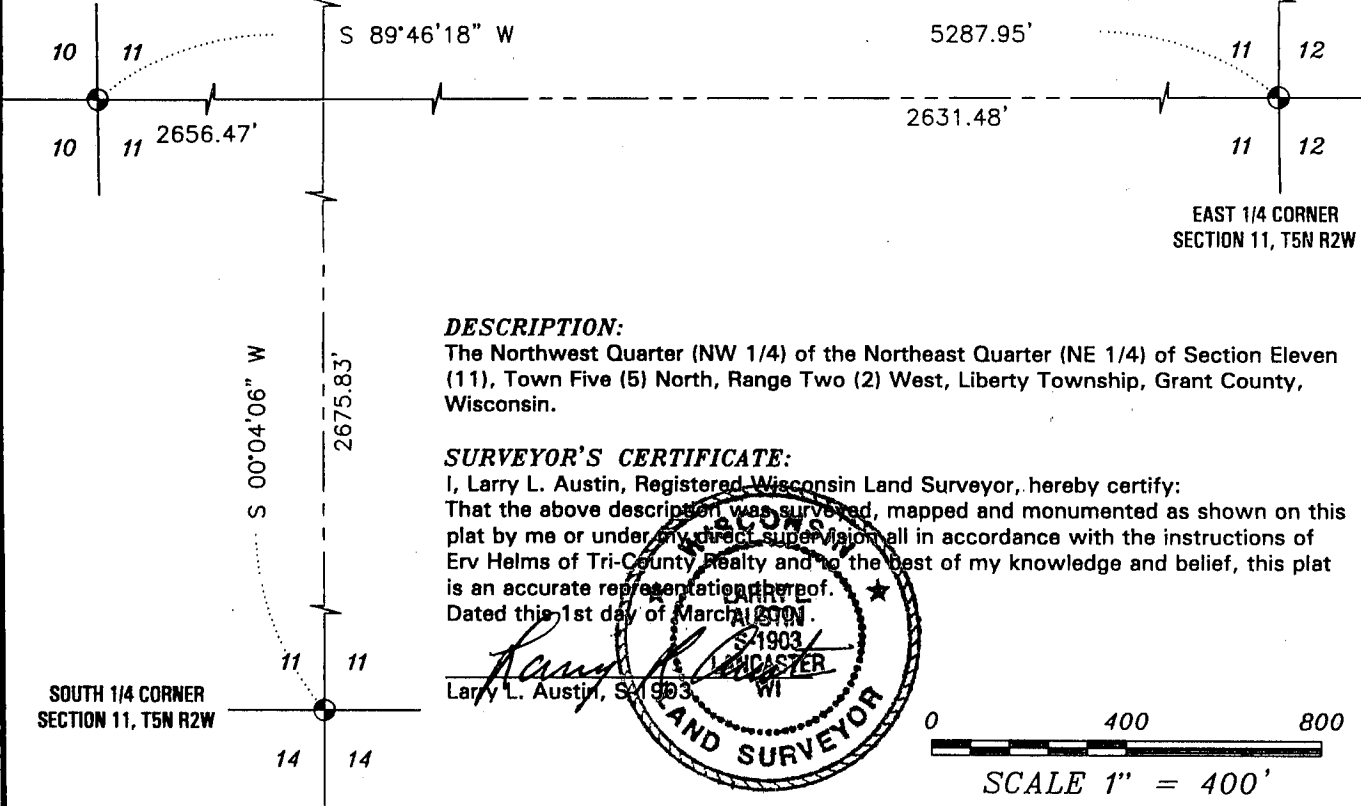 S 89°46'18" W 5287.95'
10 11 11 12
2656.47' 2631.48'
10 11 11 12
EAST 1/4 CORNER
SECTION 11, T5N R2W
S 00°04'06" W
2675.83'
DESCRIPTION:
The Northwest Quarter (NW 1/4) of the Northeast Quarter (NE 1/4) of Section Eleven
(11), Town Five (5) North, Range Two (2) West, Liberty Township, Grant County,
Wisconsin.
SURVEYOR'S CERTIFICATE:
I, Larry L. Austin, Registered Wisconsin Land Surveyor, hereby certify:
That the above description was surveyed, mapped and monumented as shown on this
plat by me or under my direct supervision all in accordance with the instructions of
Erv Helms of Tri-County Realty and to the best of my knowledge and belief, this plat
is an accurate representation thereof.
Dated this 1st day of March, 2001.
Larry L. Austin, S-1903
WISCONSIN
LARRY L.
AUSTIN
S-1903
LANCASTER
WI
LAND SURVEYOR
11 11
SOUTH 1/4 CORNER
SECTION 11, T5N R2W
14 14
0 400 800
SCALE 1" = 400'